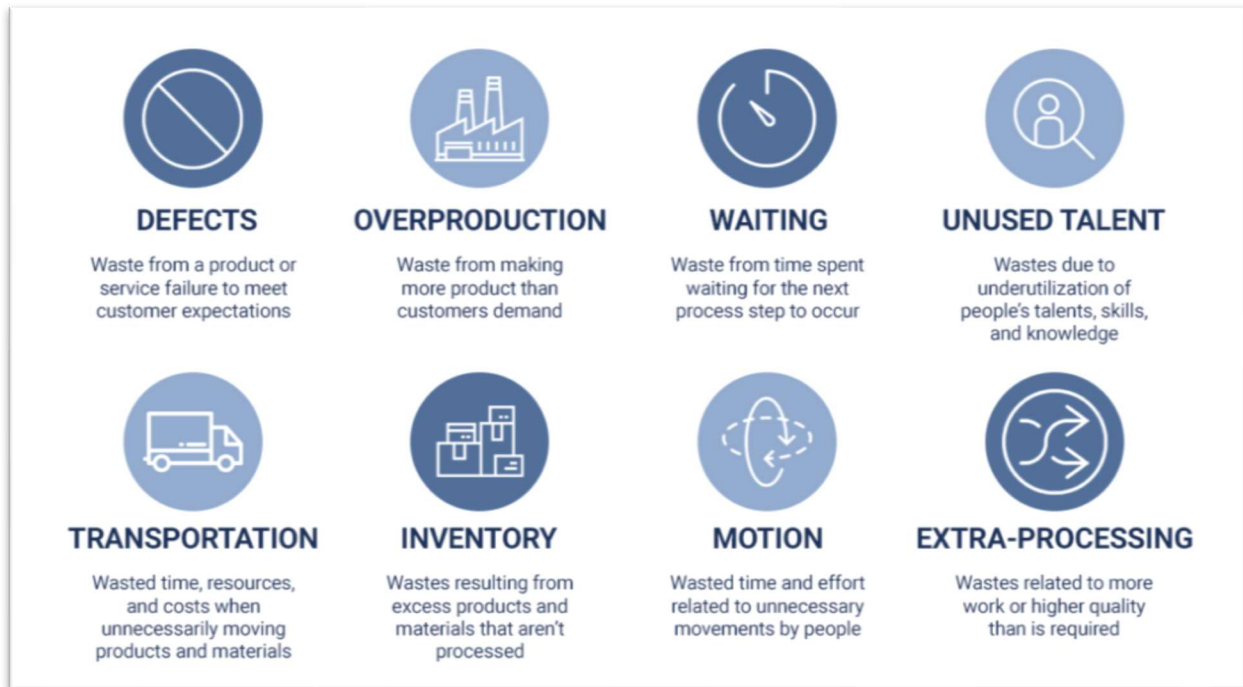 DEFECTS
Waste from a product or
service failure to meet
customer expectations
OVERPRODUCTION
Waste from making
more product than
customers demand
WAITING
Waste from time spent
waiting for the next
process step to occur
UNUSED TALENT
Wastes due to
underutilization of
people's talents, skills,
and knowledge
TRANSPORTATION
Wasted time, resources,
and costs when
unnecessarily moving
products and materials
INVENTORY
Wastes resulting from
excess products and
materials that aren't
processed
MOTION
Wasted time and effort
related to unnecessary
movements by people
EXTRA-PROCESSING
Wastes related to more
work or higher quality
than is required